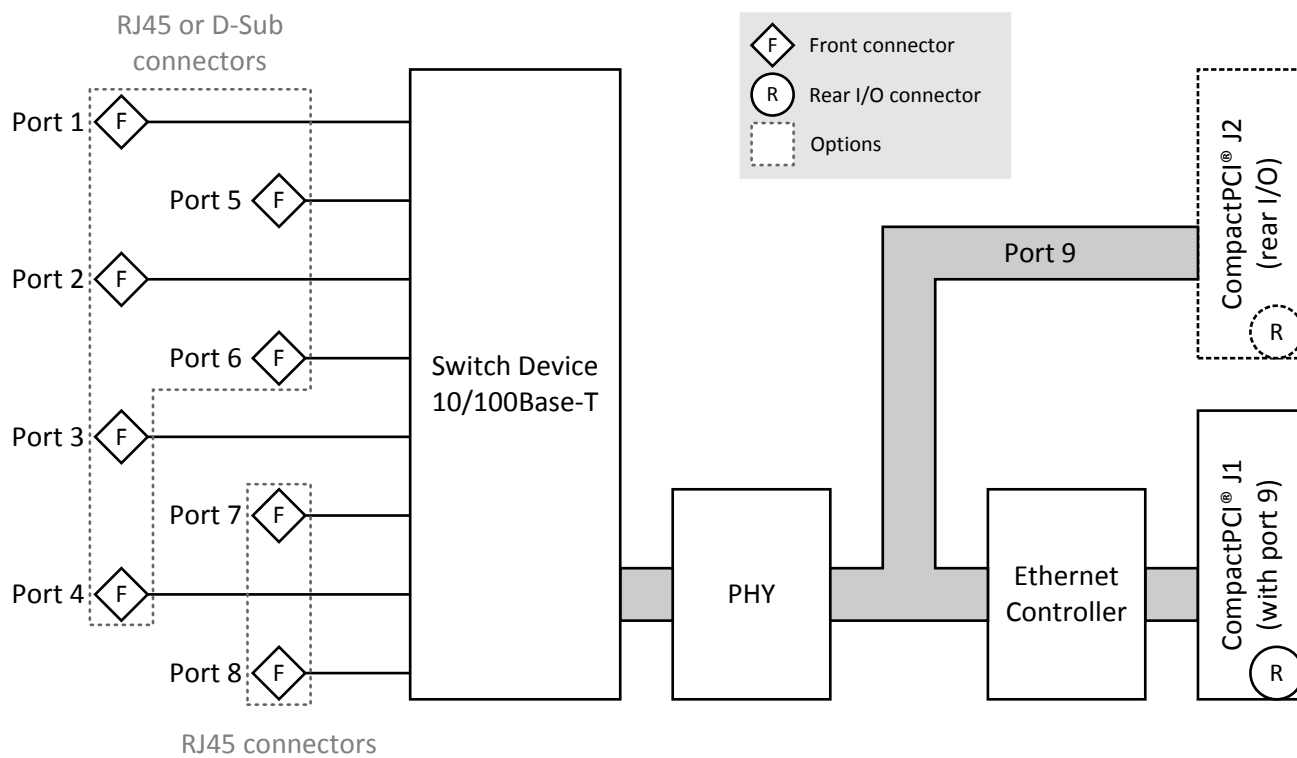 RJ45 or D-Sub
connectors
Port 1
F
Port 5
F
Port 2
F
Port 6
F
Port 3
F
Port 7
F
Port 4
F
Port 8
F
RJ45 connectors
Switch Device
10/100Base-T
F
Front connector
R
Rear I/O connector
Options
Port 9
PHY
Ethernet
Controller
CompactPCI® J2
(rear I/O)
R
CompactPCI® J1
(with port 9)
R